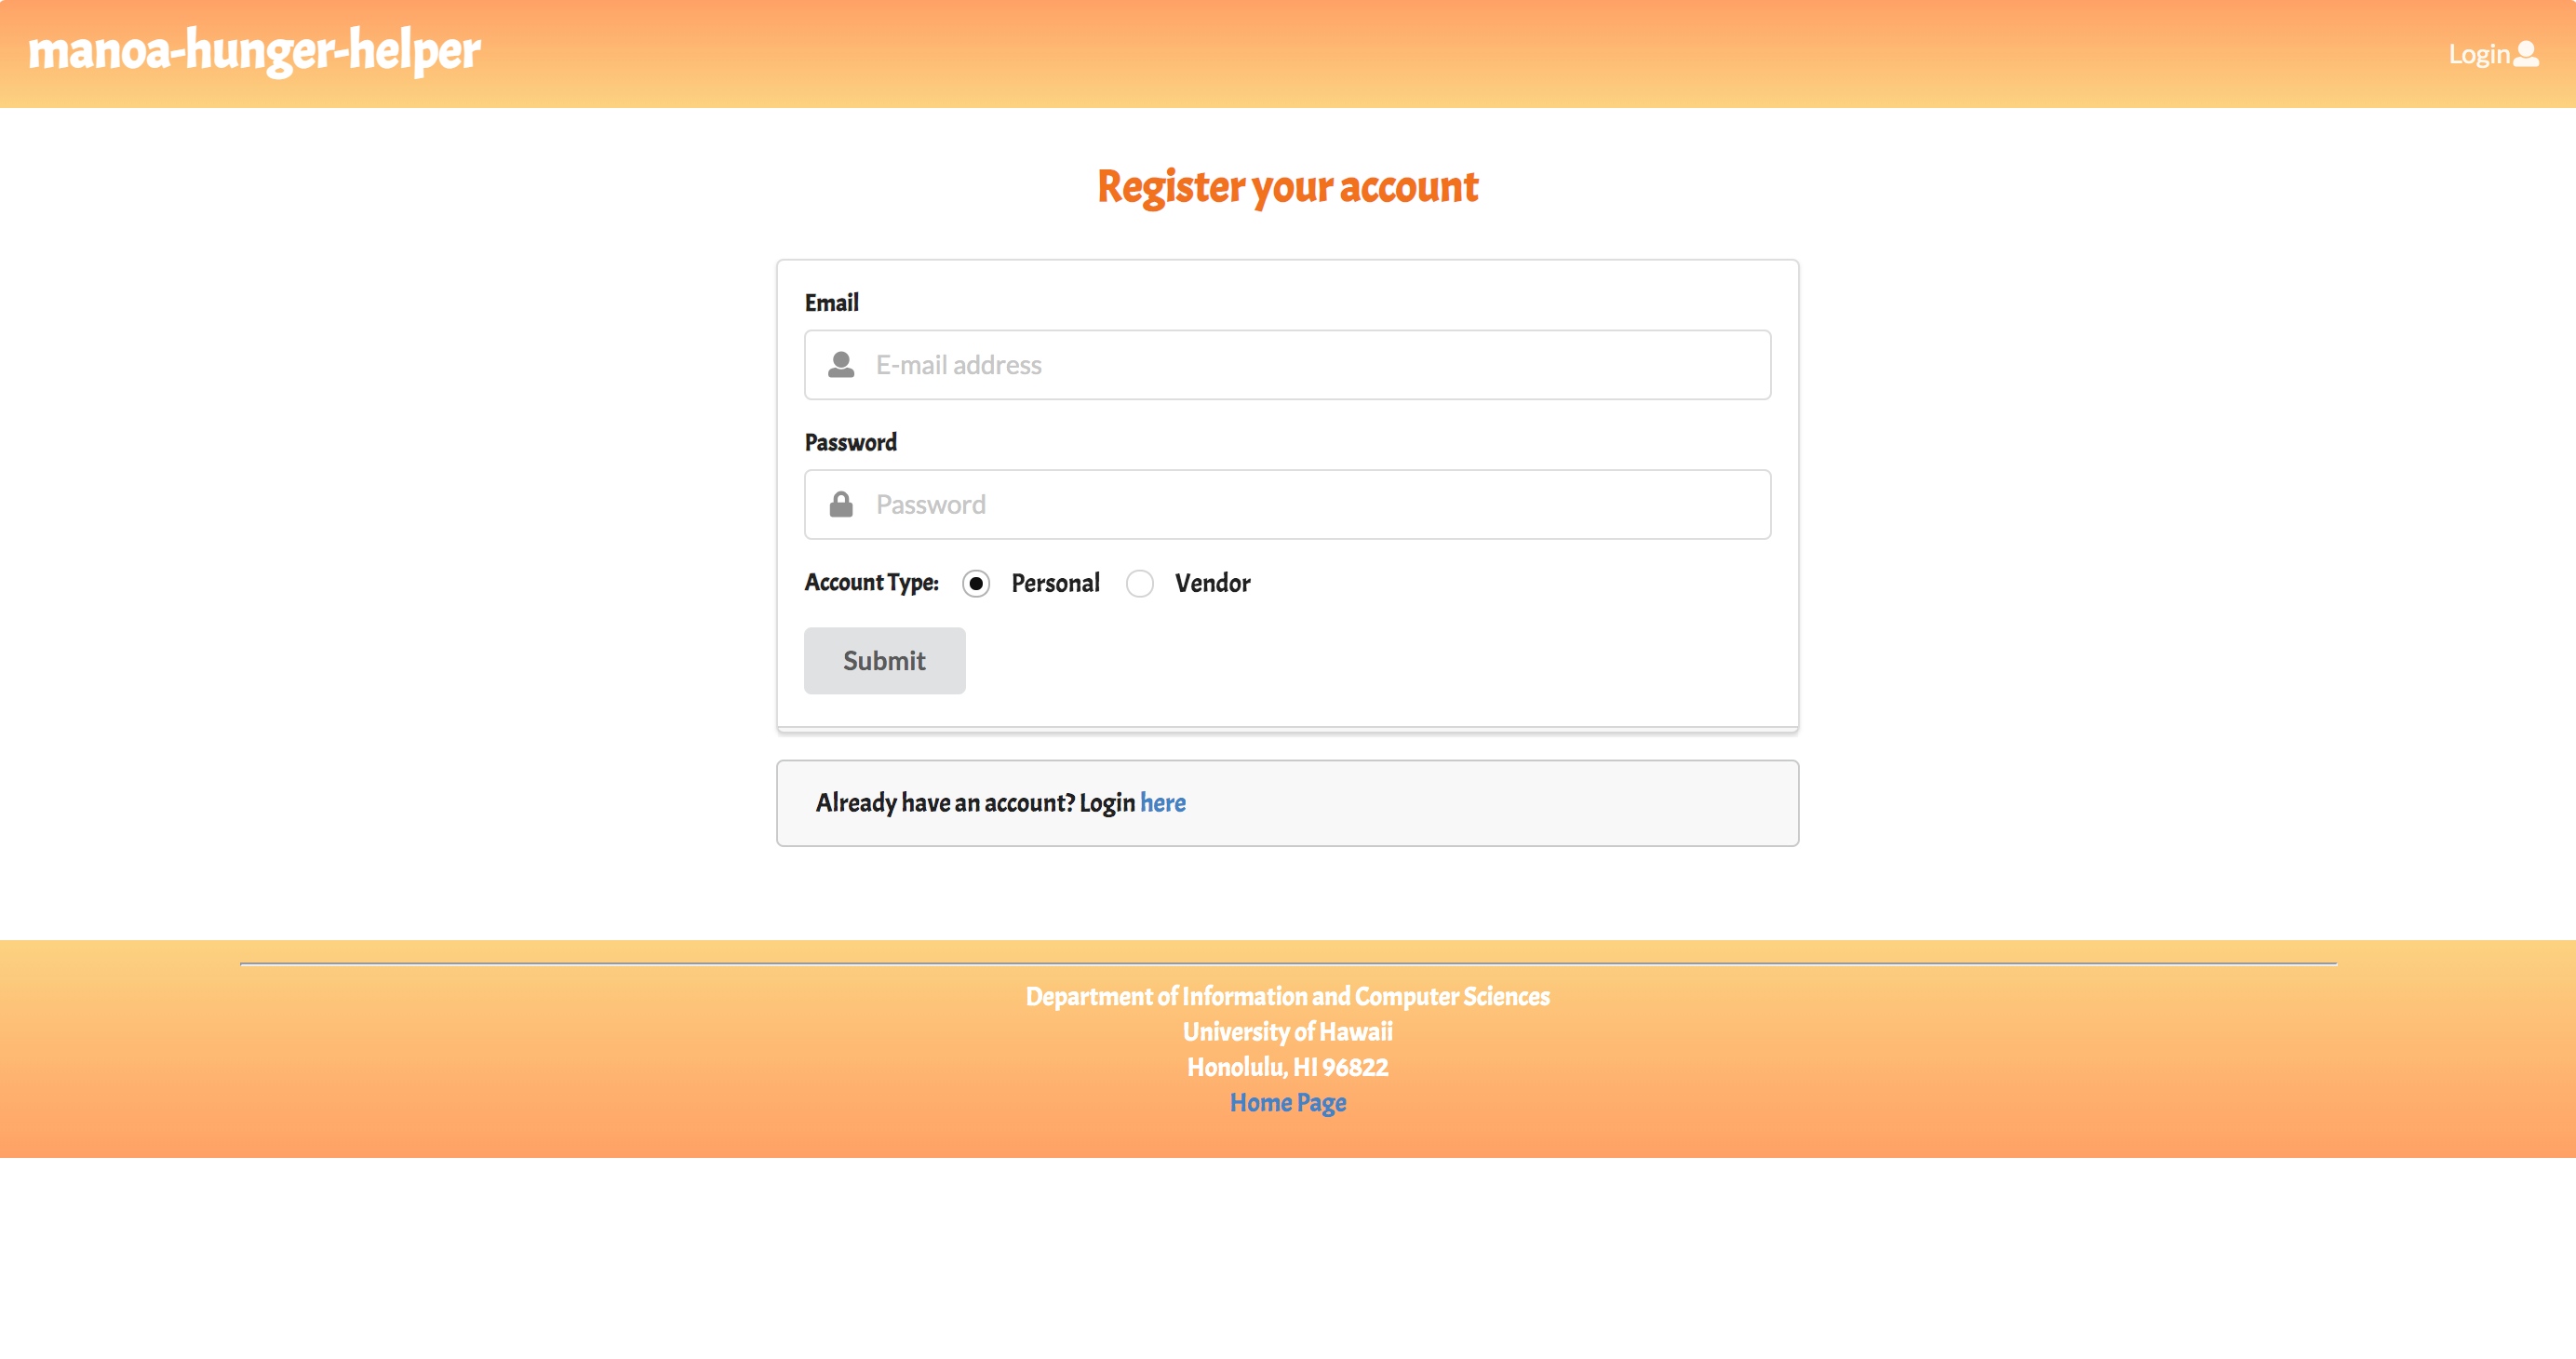 manoa-hunger-helper
Login
Register your account
Email
E-mail address
Password
Password
Account Type: Personal Vendor
Submit
Already have an account? Login here
Department of Information and Computer Sciences
University of Hawaii
Honolulu, HI 96822
Home Page